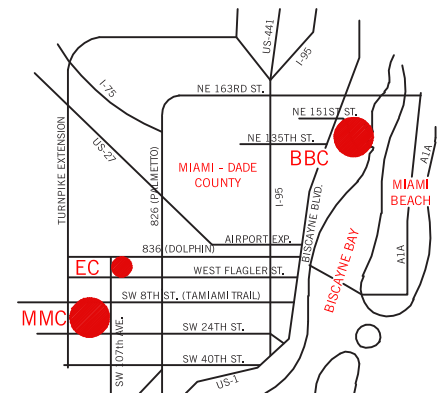 US-441
I-95
I-75
NE 163RD ST.
NE 151ST ST.
NE 135TH ST.
BBC
US-27
TURNPIKE EXTENSION
826 (PALMETTO)
MIAMI - DADE
COUNTY
I-95
A1A
MIAMI
BEACH
BISCAYNE BLVD.
AIRPORT EXP.
836 (DOLPHIN)
A1A
BISCAYNE BAY
EC
WEST FLAGLER ST.
SW 8TH ST. (TAMIAMI TRAIL)
MMC
SW 107th AVE.
SW 24TH ST.
SW 40TH ST.
US-1